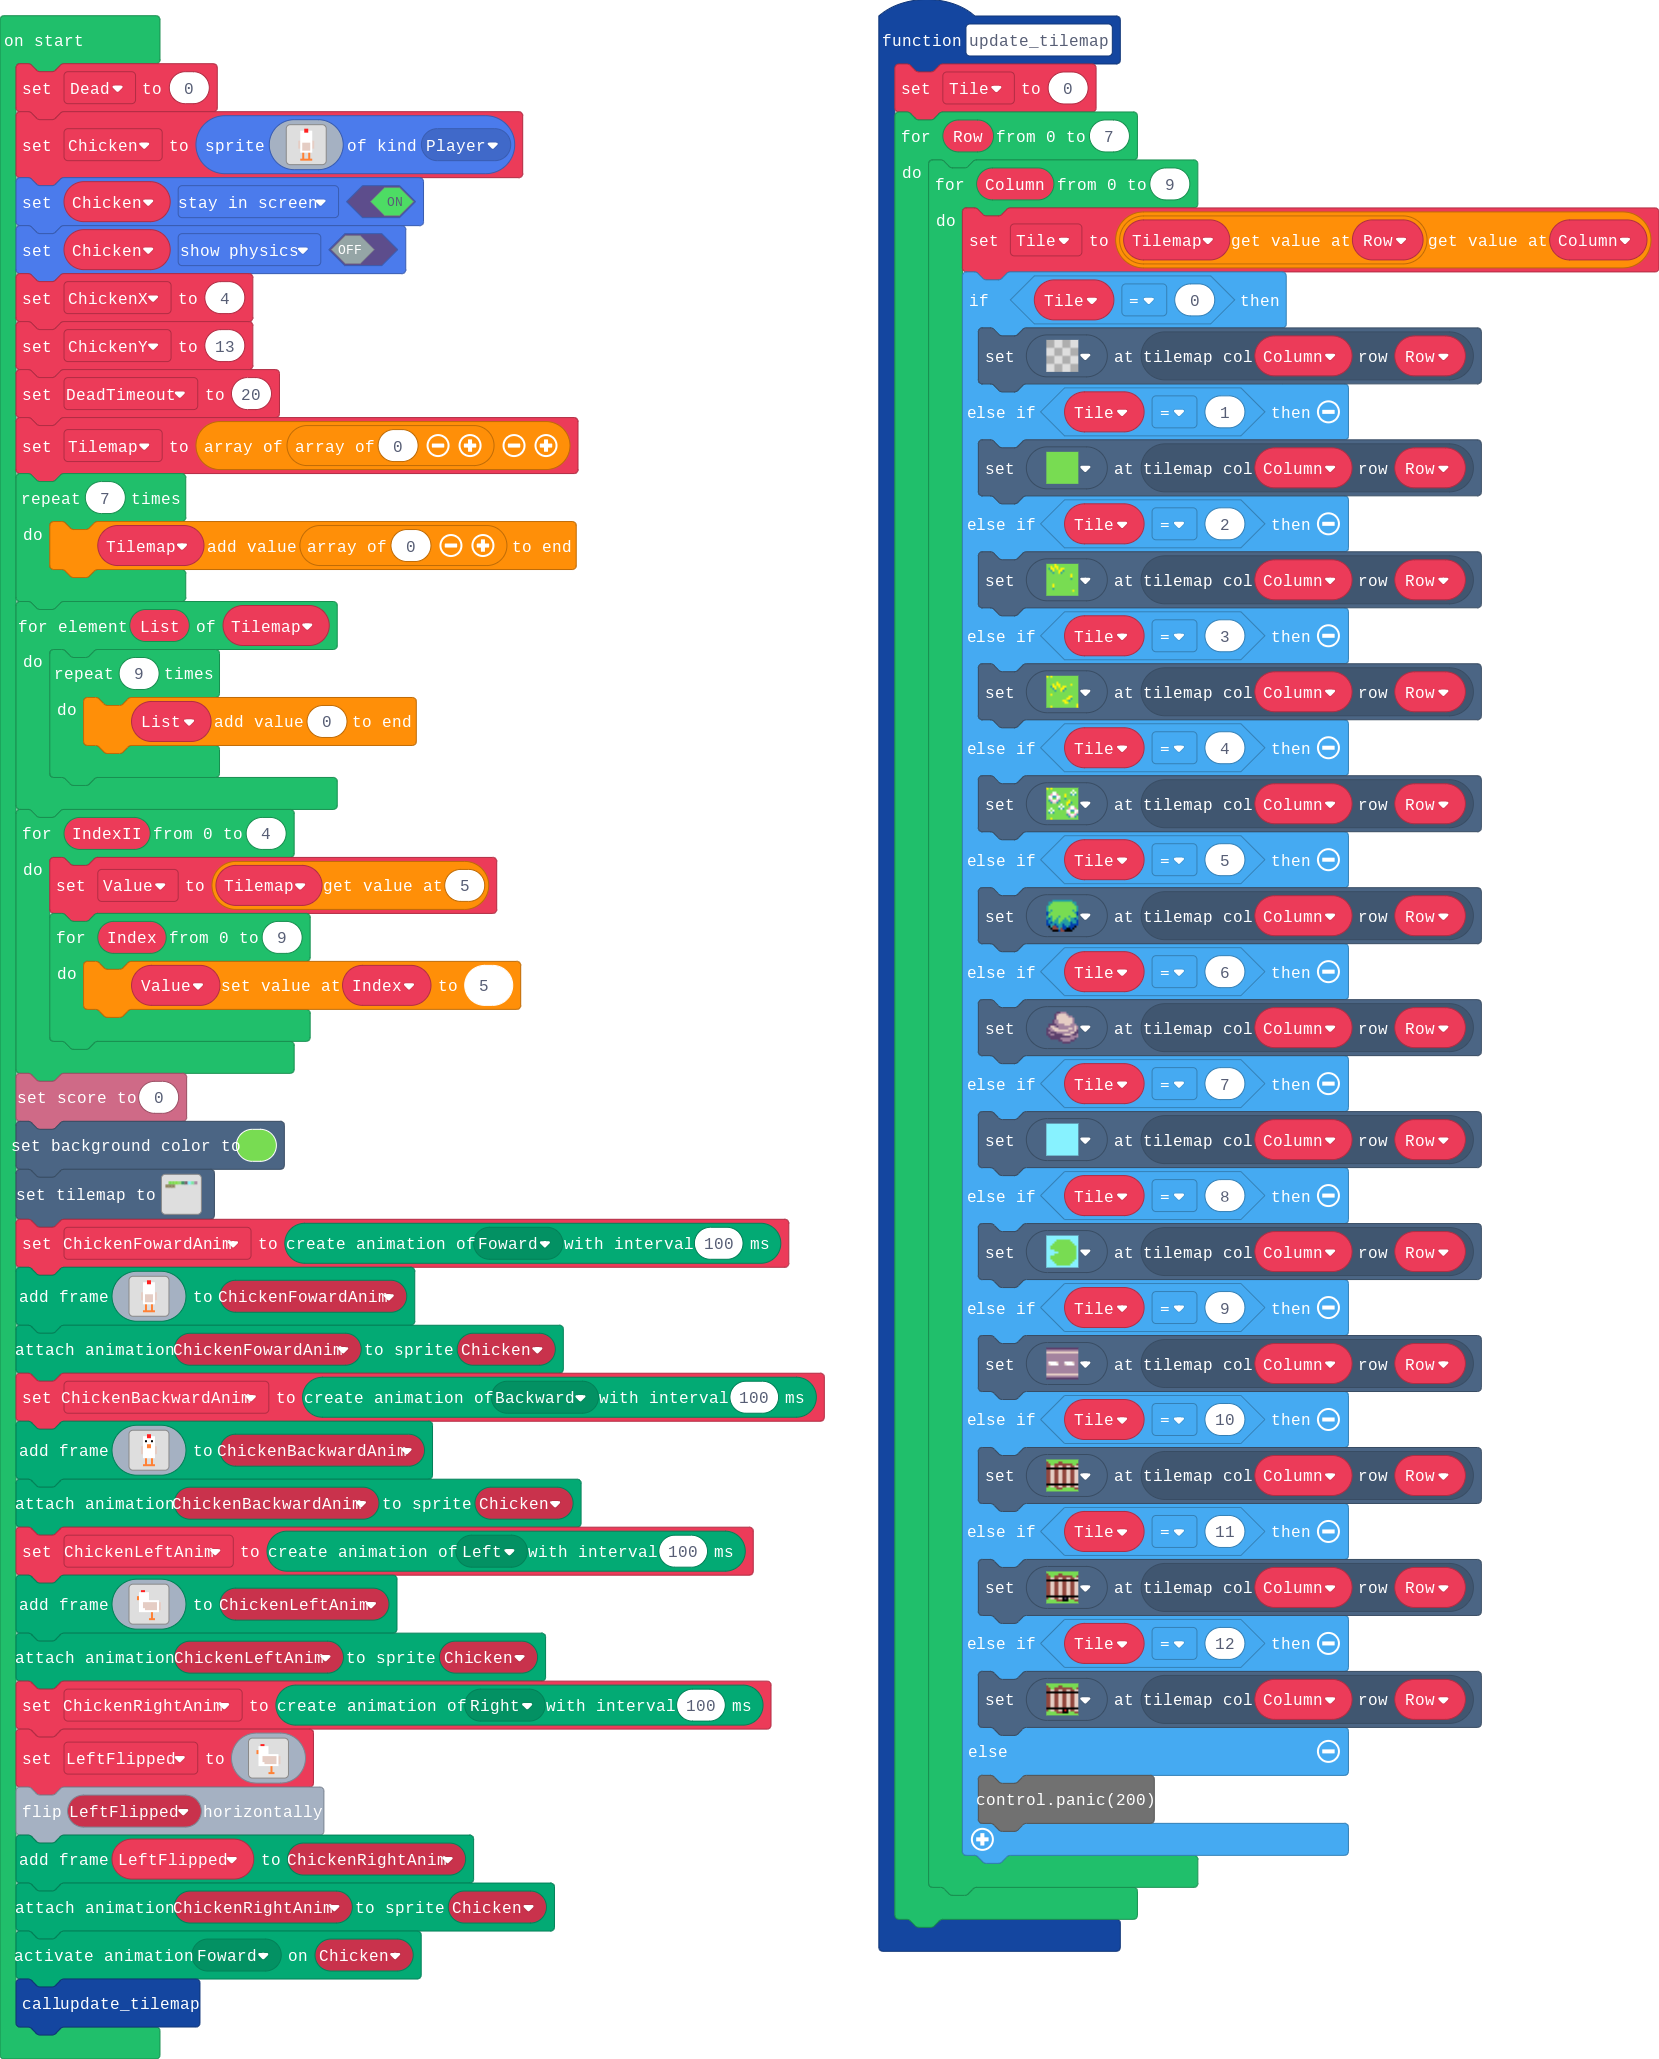 on start
set Dead to 0
set Chicken to sprite of kind Player
set Chicken stay in screen ON
set Chicken show physics OFF
set ChickenX to 4
set ChickenY to 13
set DeadTimeout to 20
set Tilemap to array of array of 0
repeat 7 times
do Tilemap add value array of 0 to end
for element List of Tilemap
do repeat 9 times
do List add value 0 to end
for IndexII from 0 to 4
do set Value to Tilemap get value at 5
for Index from 0 to 9
do Value set value at Index to 5
set score to 0
set background color to
set tilemap to
set ChickenFowardAnim to create animation of Foward with interval 100 ms
add frame to ChickenFowardAnim
attach animation ChickenFowardAnim to sprite Chicken
set ChickenBackwardAnim to create animation of Backward with interval 100 ms
add frame to ChickenBackwardAnim
attach animation ChickenBackwardAnim to sprite Chicken
set ChickenLeftAnim to create animation of Left with interval 100 ms
add frame to ChickenLeftAnim
attach animation ChickenLeftAnim to sprite Chicken
set ChickenRightAnim to create animation of Right with interval 100 ms
set LeftFlipped to
flip LeftFlipped horizontally
add frame LeftFlipped to ChickenRightAnim
attach animation ChickenRightAnim to sprite Chicken
activate animation Foward on Chicken
call update_tilemap
function update_tilemap
set Tile to 0
for Row from 0 to 7
do for Column from 0 to 9
do set Tile to Tilemap get value at Row get value at Column
if Tile = 0 then
set at tilemap col Column row Row
else if Tile = 1 then
set at tilemap col Column row Row
else if Tile = 2 then
set at tilemap col Column row Row
else if Tile = 3 then
set at tilemap col Column row Row
else if Tile = 4 then
set at tilemap col Column row Row
else if Tile = 5 then
set at tilemap col Column row Row
else if Tile = 6 then
set at tilemap col Column row Row
else if Tile = 7 then
set at tilemap col Column row Row
else if Tile = 8 then
set at tilemap col Column row Row
else if Tile = 9 then
set at tilemap col Column row Row
else if Tile = 10 then
set at tilemap col Column row Row
else if Tile = 11 then
set at tilemap col Column row Row
else if Tile = 12 then
set at tilemap col Column row Row
else
control.panic(200)